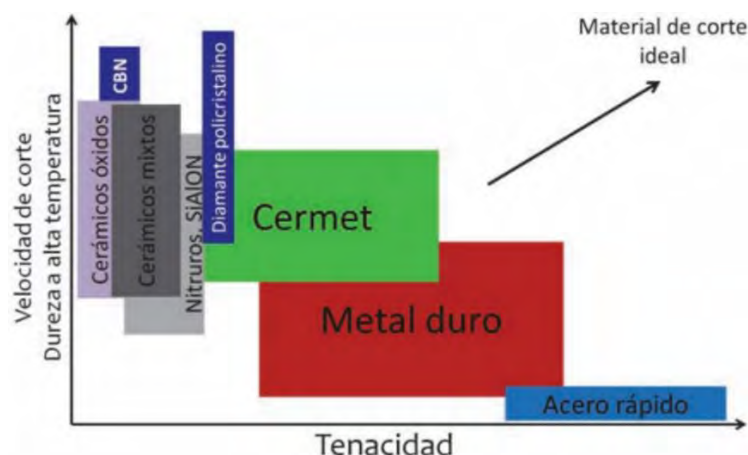 Material de corte
ideal
Velocidad de corte
Dureza a alta temperatura
Cerámicos óxidos
CBN
Cerámicos mixtos
Nitruros, SiAlON
Diamante policristalino
Cermet
Metal duro
Acero rápido
Tenacidad